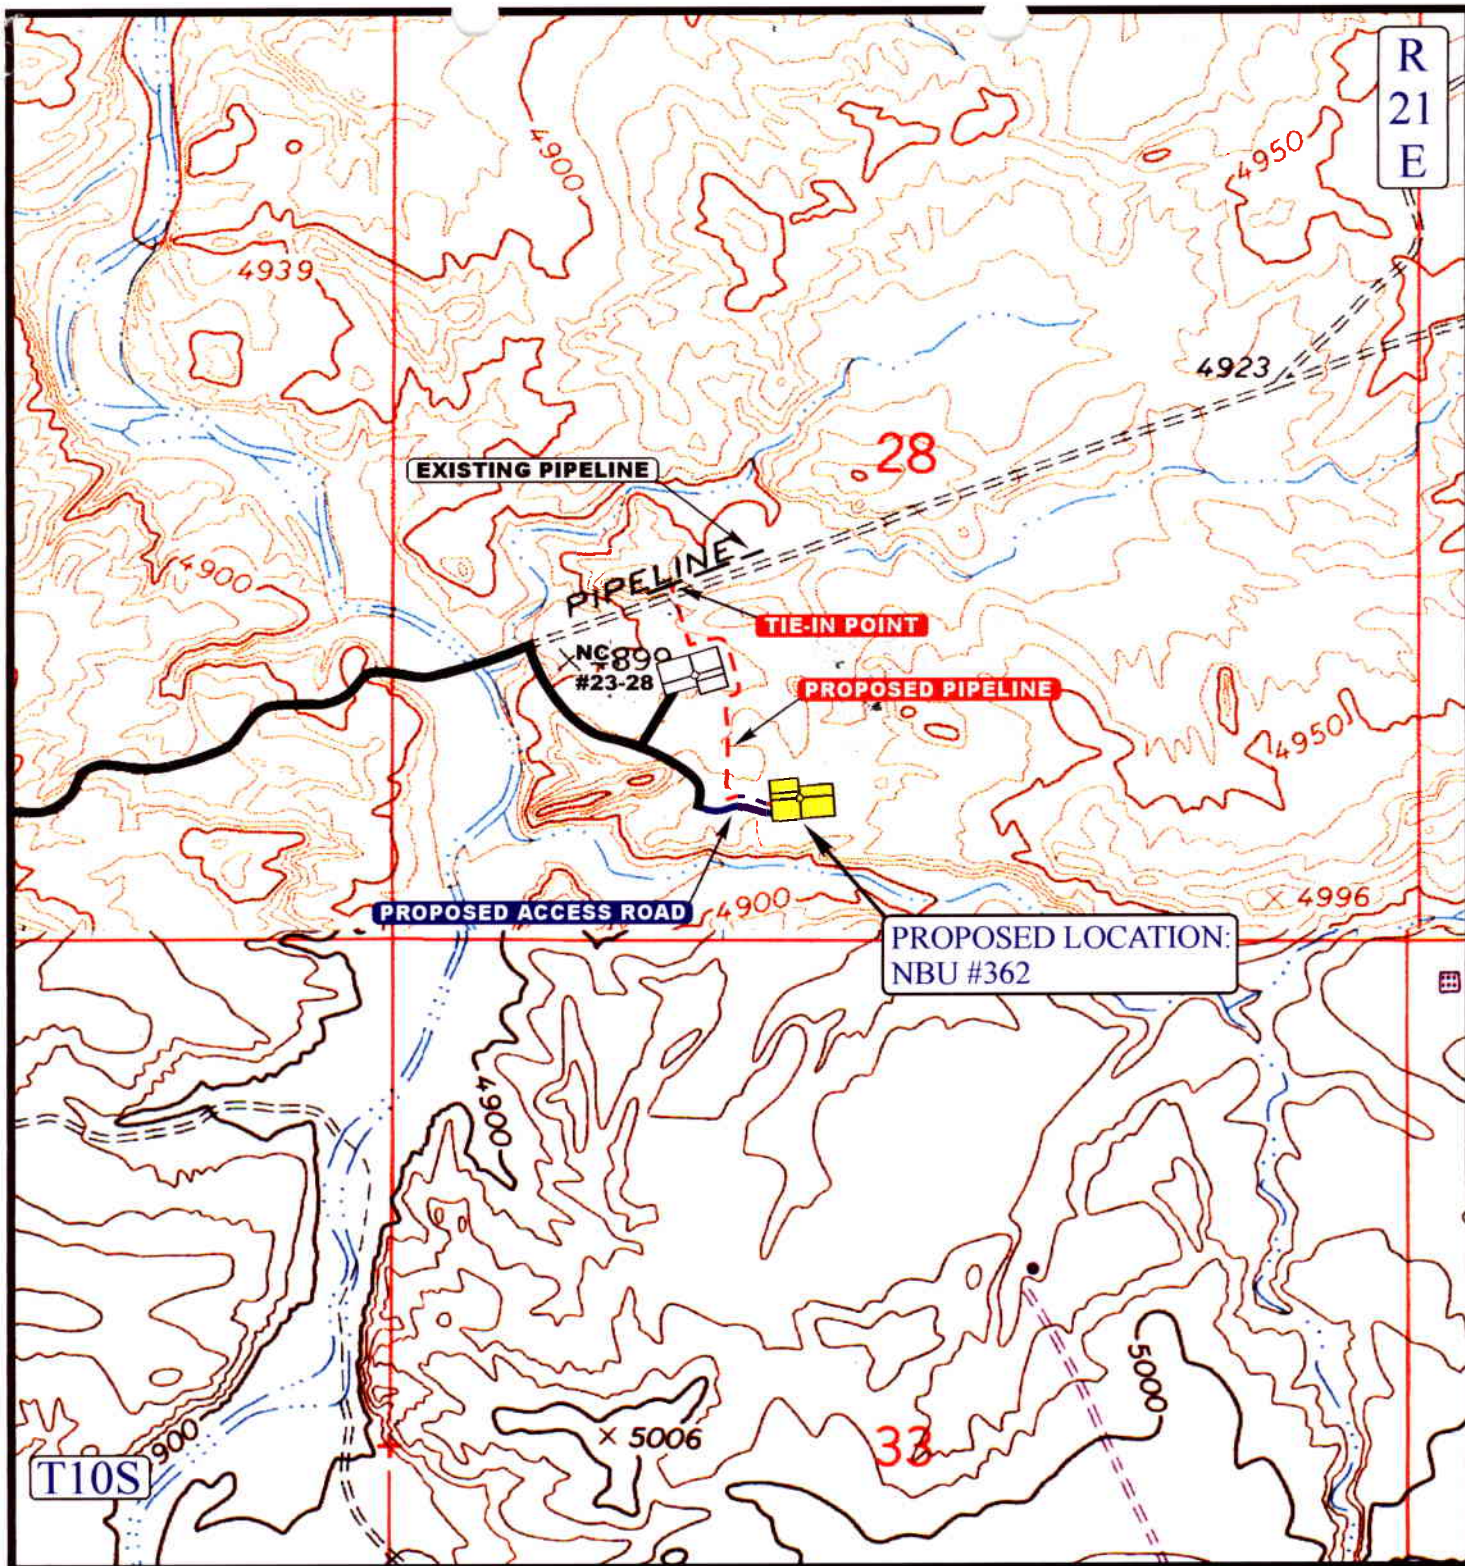 R
21
E
4900
4950
4939
4923
28
EXISTING PIPELINE
PIPELINE
4900
TIE-IN POINT
NC
#23-28
PROPOSED PIPELINE
4950
PROPOSED ACCESS ROAD
4900
4996
PROPOSED LOCATION:
NBU #362
4900
5000
5006
33
T10S